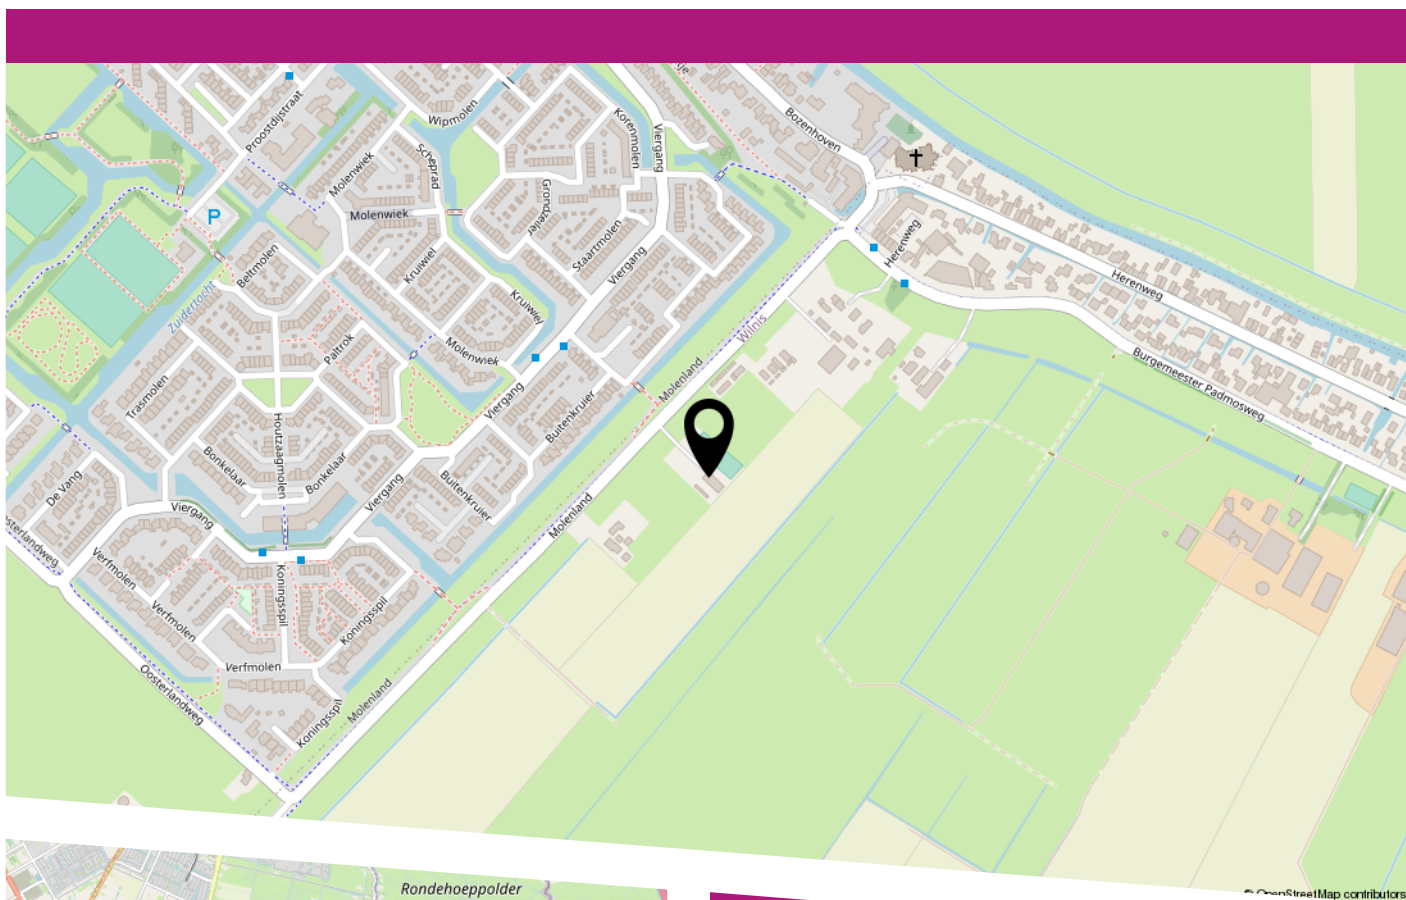 Proostdijstraat
Wipmolen
Korenmolen
Viergang
Bozenhoven
Scheprad
Molenwiek
Molenwiek
Grondzeiler
Staartmolen
Viergang
Herenweg
Herenweg
Beltmolen
Kruiwiel
Kruiwiel
Zuidertocht
Paltrok
Molenwiek
Wilnis
Molenland
Burgemeester Padmosweg
Trasmolen
Viergang
Buitenkruier
Houtzaagmolen
Bonkelaar
Bonkelaar
De Vang
Viergang
Viergang
Buitenkruier
Molenland
osterlandweg
Verfmolen
Verfmolen
Koningsspil
Koningsspil
Verfmolen
Oosterlandweg
Koningsspil
Molenland
P
Rondehoeppolder
© OpenStreetMap contributors